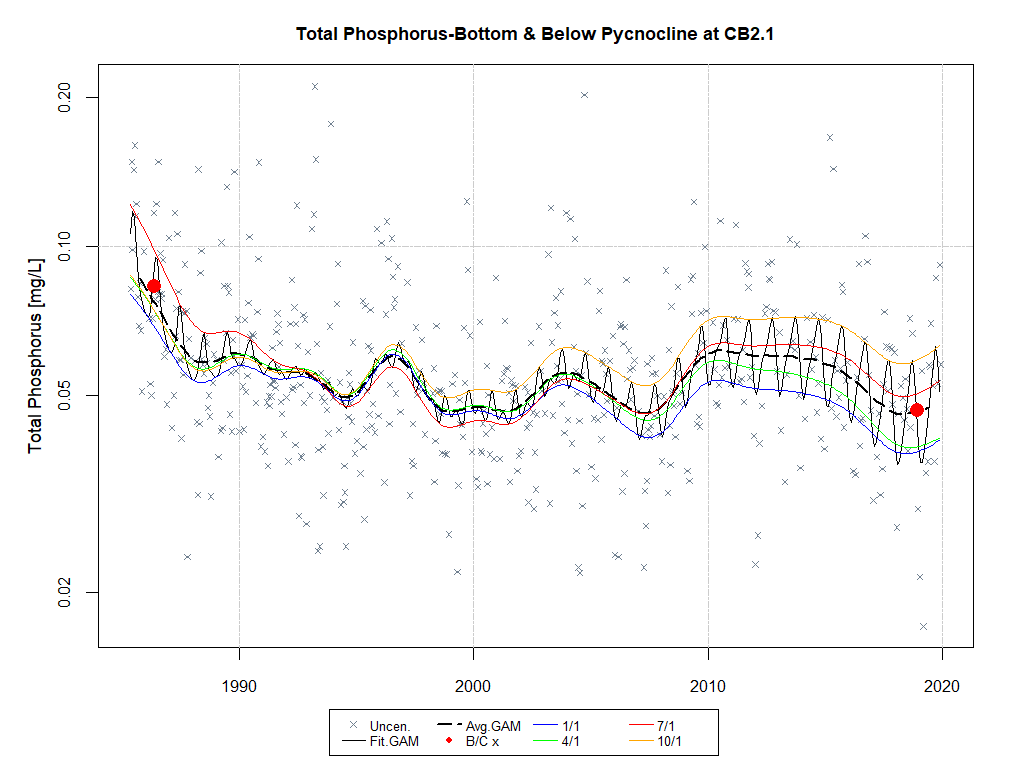 Total Phosphorus-Bottom & Below Pycnocline at CB2.1
Total Phosphorus [mg/L]
0.20
0.10
0.05
0.02
1990 2000 2010 2020
Uncen. Avg.GAM 1/1 7/1
Fit.GAM B/C x 4/1 10/1